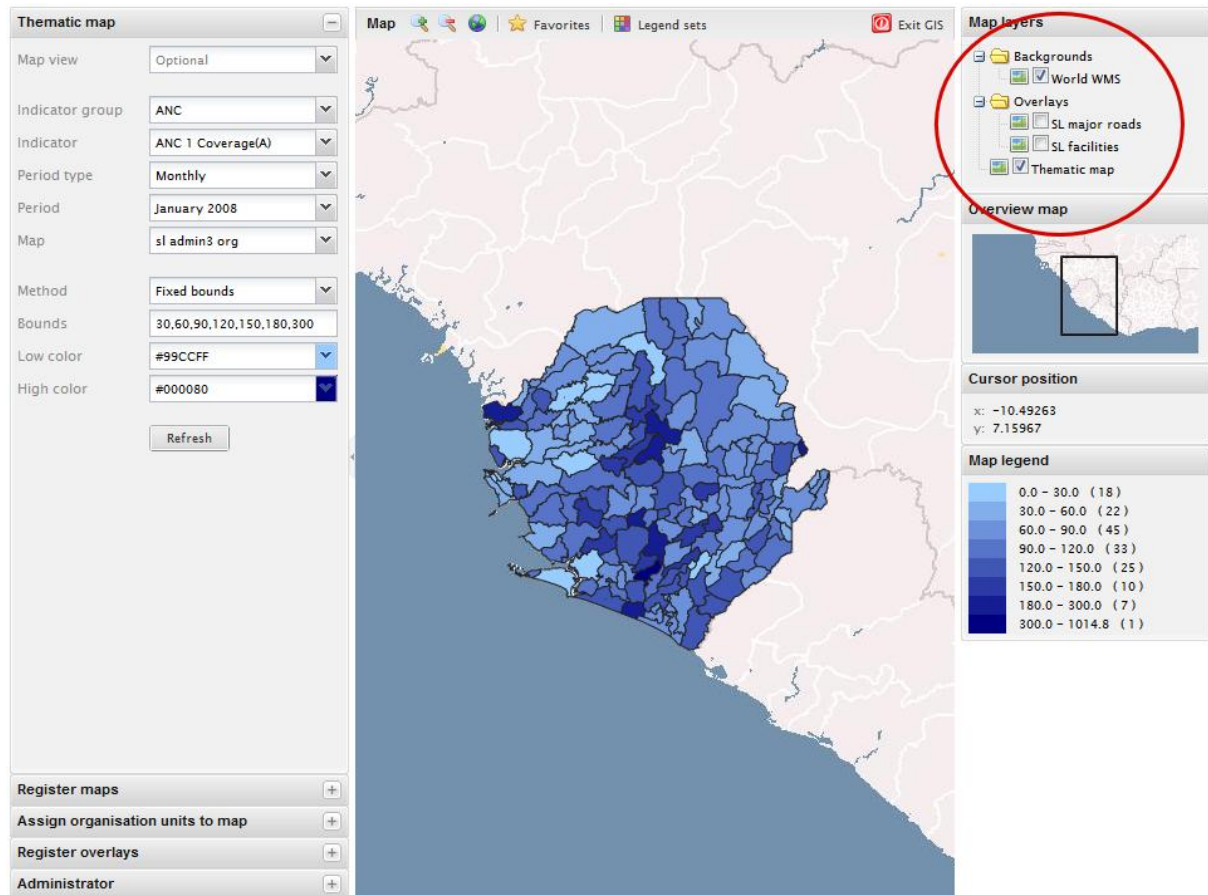 Thematic map
Map view Optional
Indicator group ANC
Indicator ANC 1 Coverage(A)
Period type Monthly
Period January 2008
Map sl admin3 org
Method Fixed bounds
Bounds 30,60,90,120,150,180,300
Low color #99CCFF
High color #000080
Refresh
Register maps
Assign organisation units to map
Register overlays
Administrator
Map Favorites Legend sets Exit GIS
Map layers
Backgrounds
World WMS
Overlays
SL major roads
SL facilities
Thematic map
Overview map
Cursor position
x: -10.49263
y: 7.15967
Map legend
0.0 - 30.0 (18)
30.0 - 60.0 (22)
60.0 - 90.0 (45)
90.0 - 120.0 (33)
120.0 - 150.0 (25)
150.0 - 180.0 (10)
180.0 - 300.0 (7)
300.0 - 1014.8 (1)